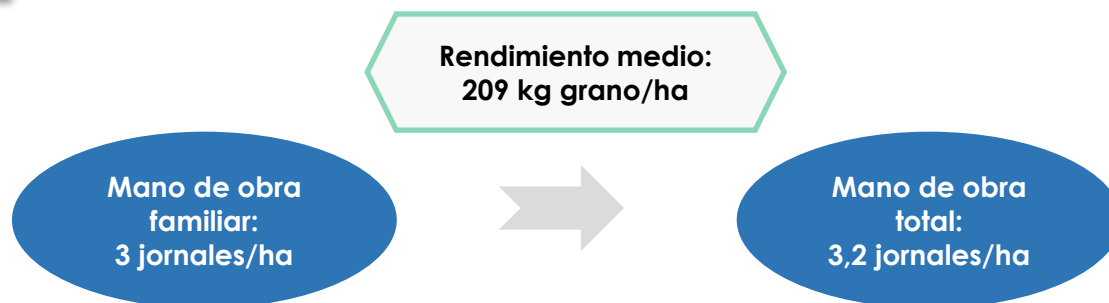 Rendimiento medio:
209 kg grano/ha
Mano de obra
familiar:
3 jornales/ha
Mano de obra
total:
3,2 jornales/ha